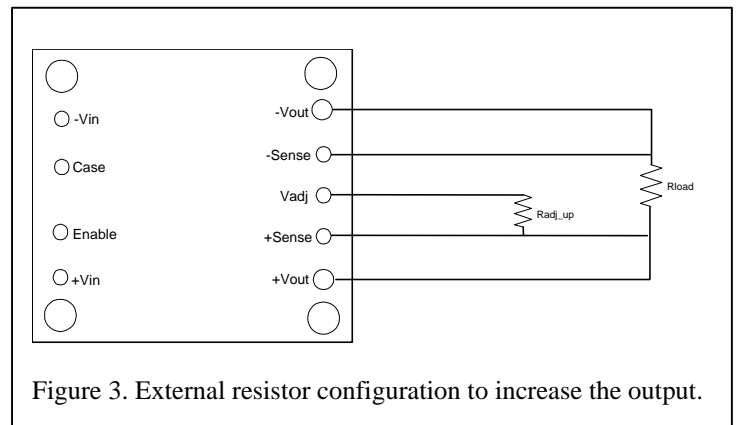 -Vin
Case
Enable
+Vin
-Vout
-Sense
Vadj
+Sense
+Vout
Radj_up
Rload
Figure 3. External resistor configuration to increase the output.